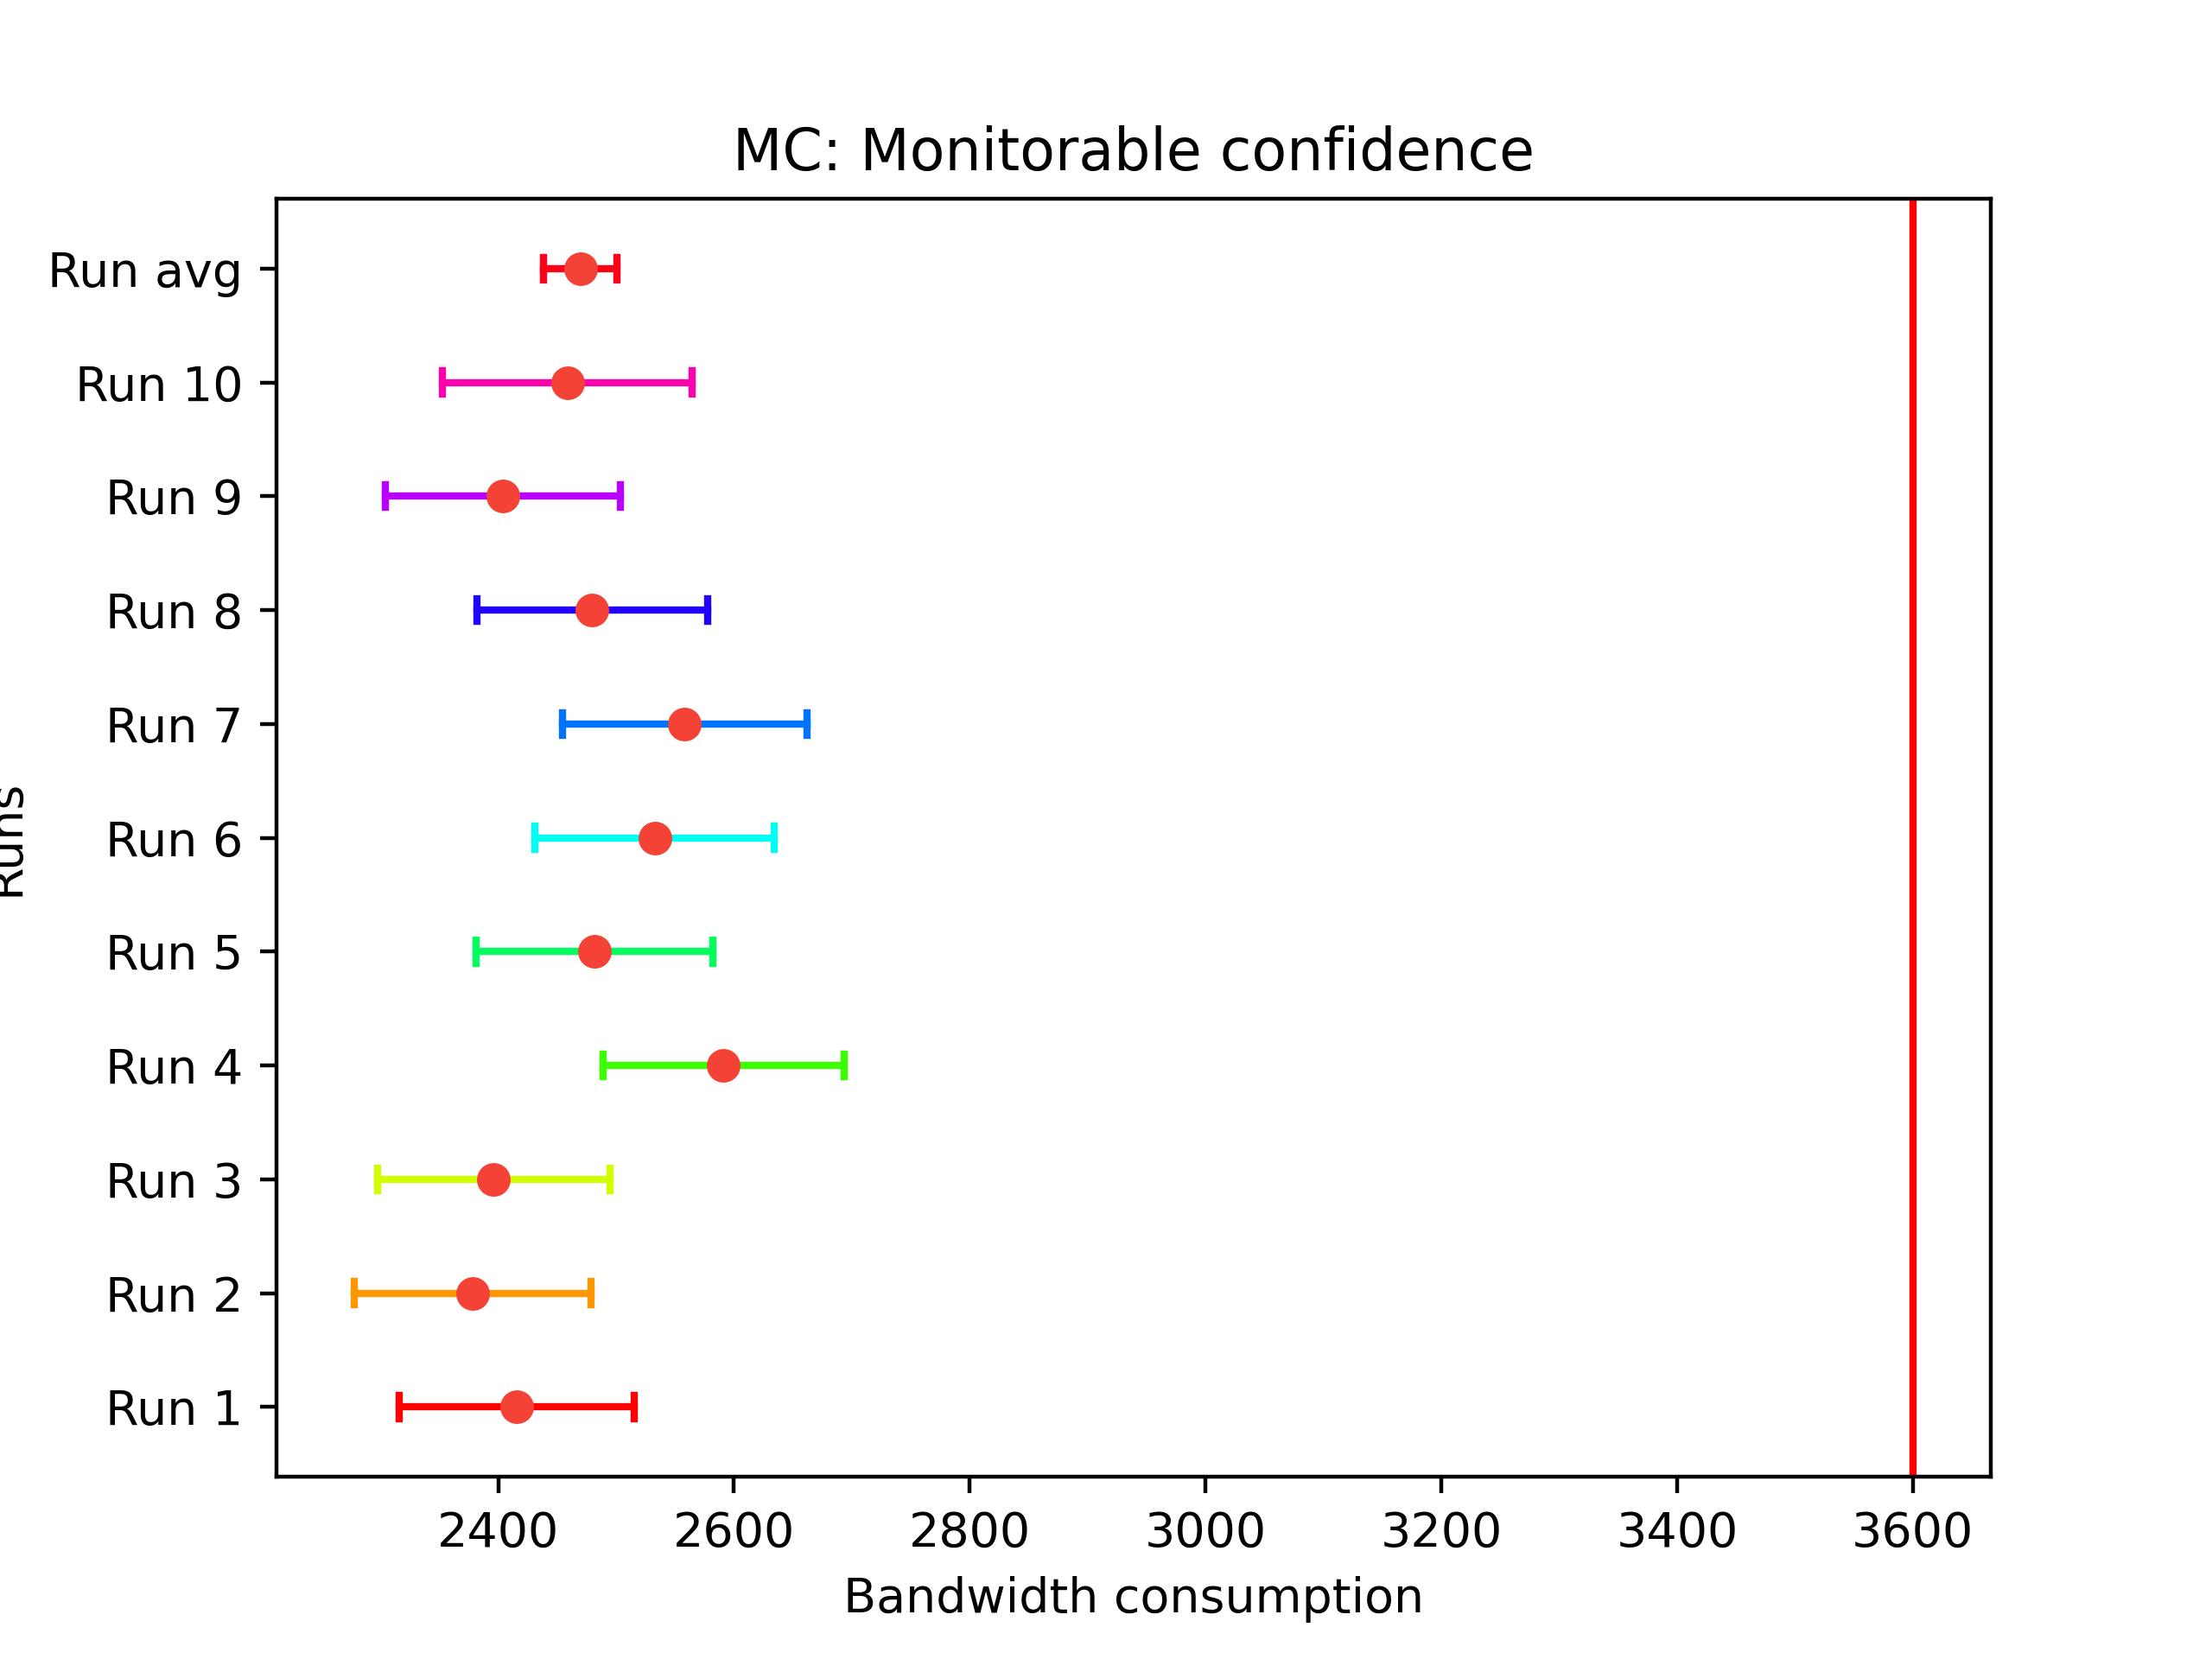 MC: Monitorable confidence
Run avg
Run 10
Run 9
Run 8
Run 7
Run 6
Run 5
Run 4
Run 3
Run 2
Run 1
Runs
2400 2600 2800 3000 3200 3400 3600
Bandwidth consumption